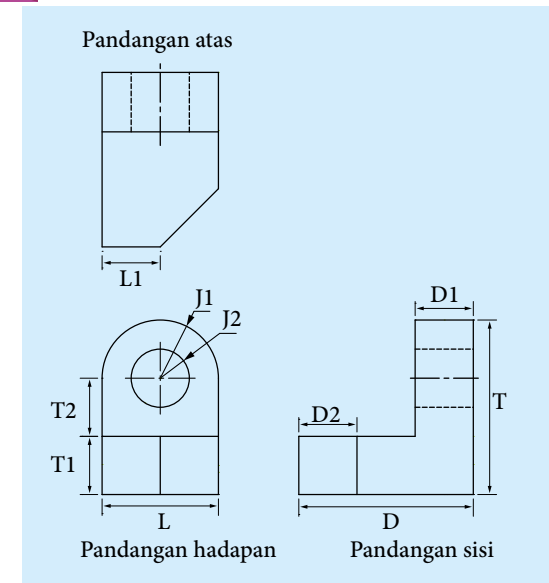 Pandangan atas
L1
J1
J2
T2
T1
L
Pandangan hadapan
D1
D2
T
D
Pandangan sisi